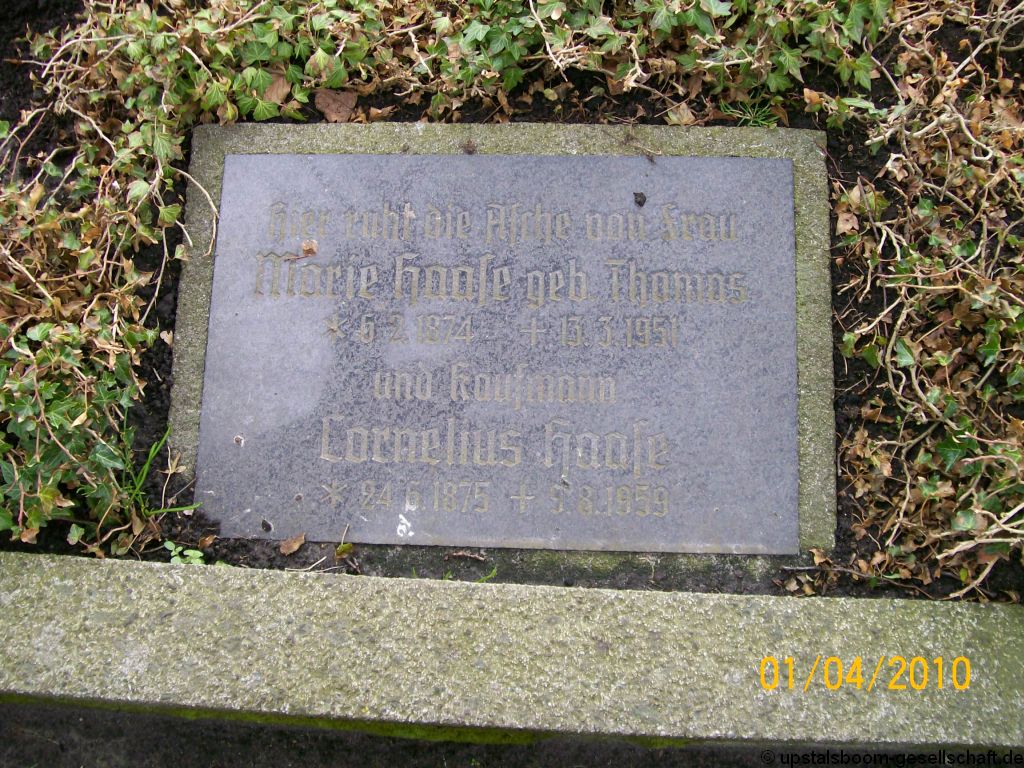 Hier ruht die Asche von Frau
Marie Haase geb. Thomas
* 6.2.1874 + 13.3.1951
und Kaufmann
Cornelius Haase
* 24.6.1875 + 5.8.1959
01/04/2010
© upstalsboom-gesellschaft.de